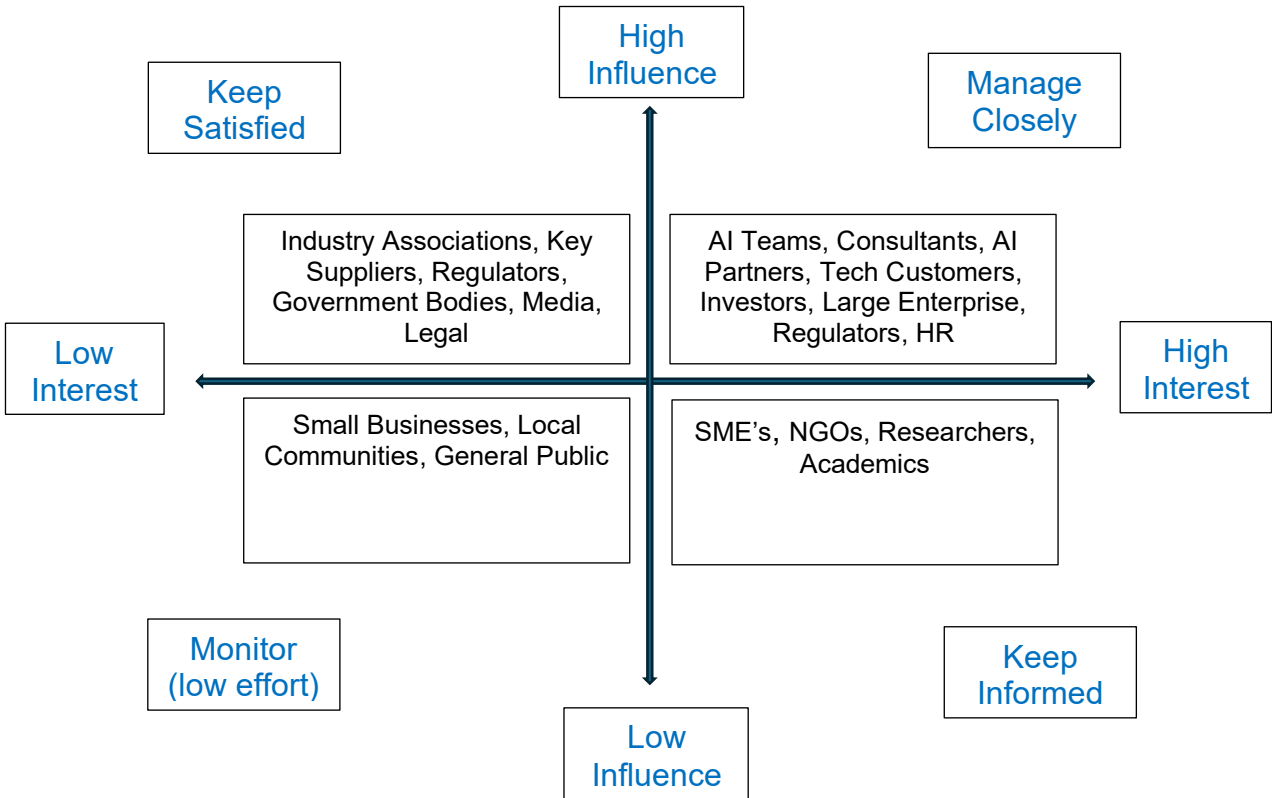 High
Influence
Keep
Satisfied
Manage
Closely
Industry Associations, Key
Suppliers, Regulators,
Government Bodies, Media,
Legal
AI Teams, Consultants, AI
Partners, Tech Customers,
Investors, Large Enterprise,
Regulators, HR
Low
Interest
High
Interest
Small Businesses, Local
Communities, General Public
SME’s, NGOs, Researchers,
Academics
Monitor
(low effort)
Keep
Informed
Low
Influence